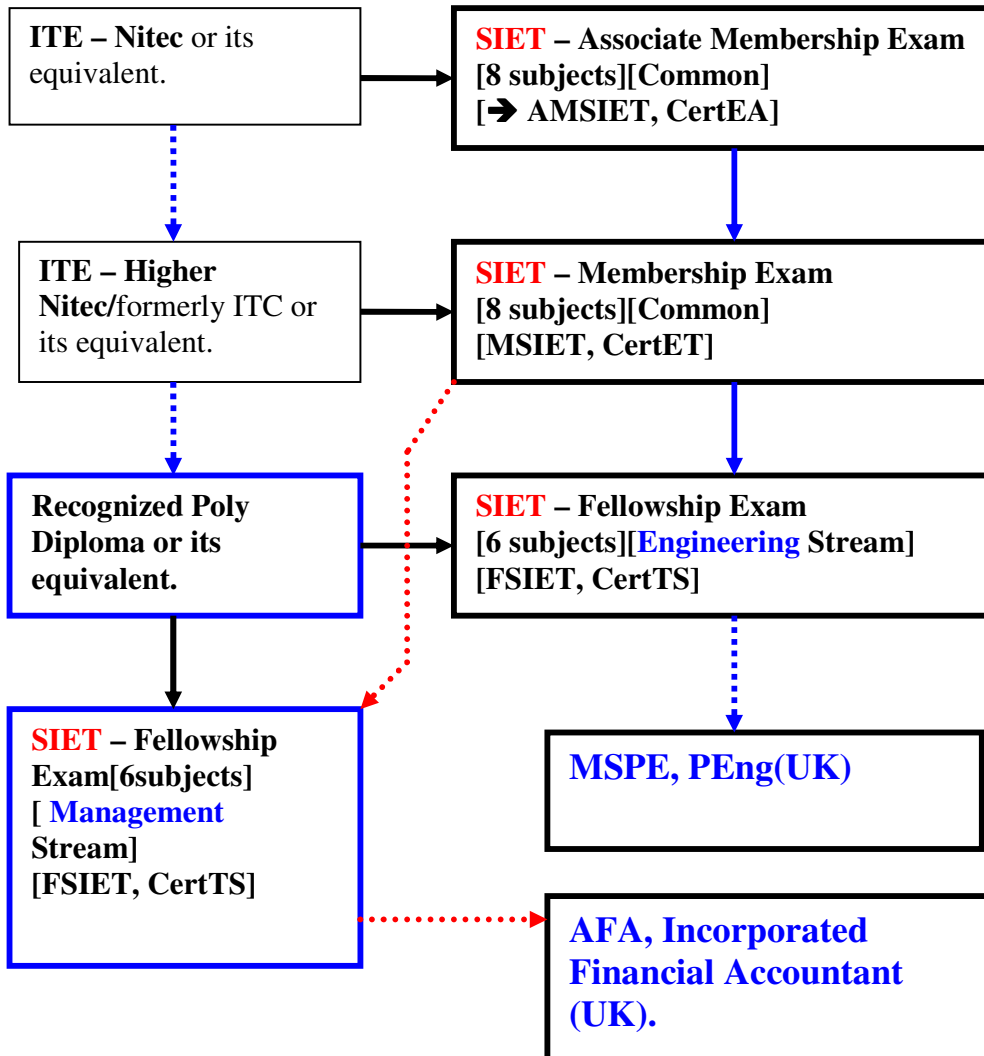 ITE – Nitec or its
equivalent.
SIET – Associate Membership Exam
[8 subjects][Common]
[➔ AMSIET, CertEA]
ITE – Higher
Nitec/formerly ITC or
its equivalent.
SIET – Membership Exam
[8 subjects][Common]
[MSIET, CertET]
Recognized Poly
Diploma or its
equivalent.
SIET – Fellowship Exam
[6 subjects][Engineering Stream]
[FSIET, CertTS]
SIET – Fellowship
Exam[6subjects]
[ Management
Stream]
[FSIET, CertTS]
MSPE, PEng(UK)
AFA, Incorporated
Financial Accountant
(UK).